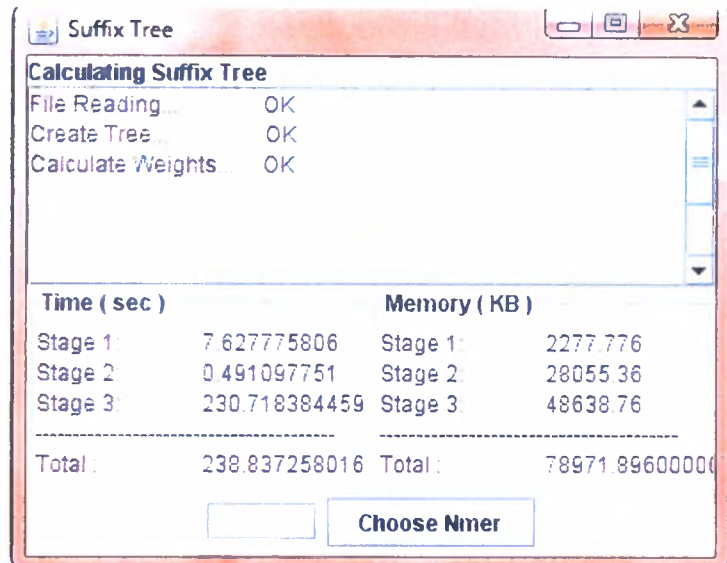 Suffix Tree
Calculating Suffix Tree
File Reading... OK
Create Tree... OK
Calculate Weights... OK
Time ( sec ) Memory ( KB )
Stage 1: 7.627775806 Stage 1: 2277.776
Stage 2: 0.491097751 Stage 2: 28055.36
Stage 3: 230.718384459 Stage 3: 48638.76
Total : 238.837258016 Total : 78971.8960000
Choose Nmer